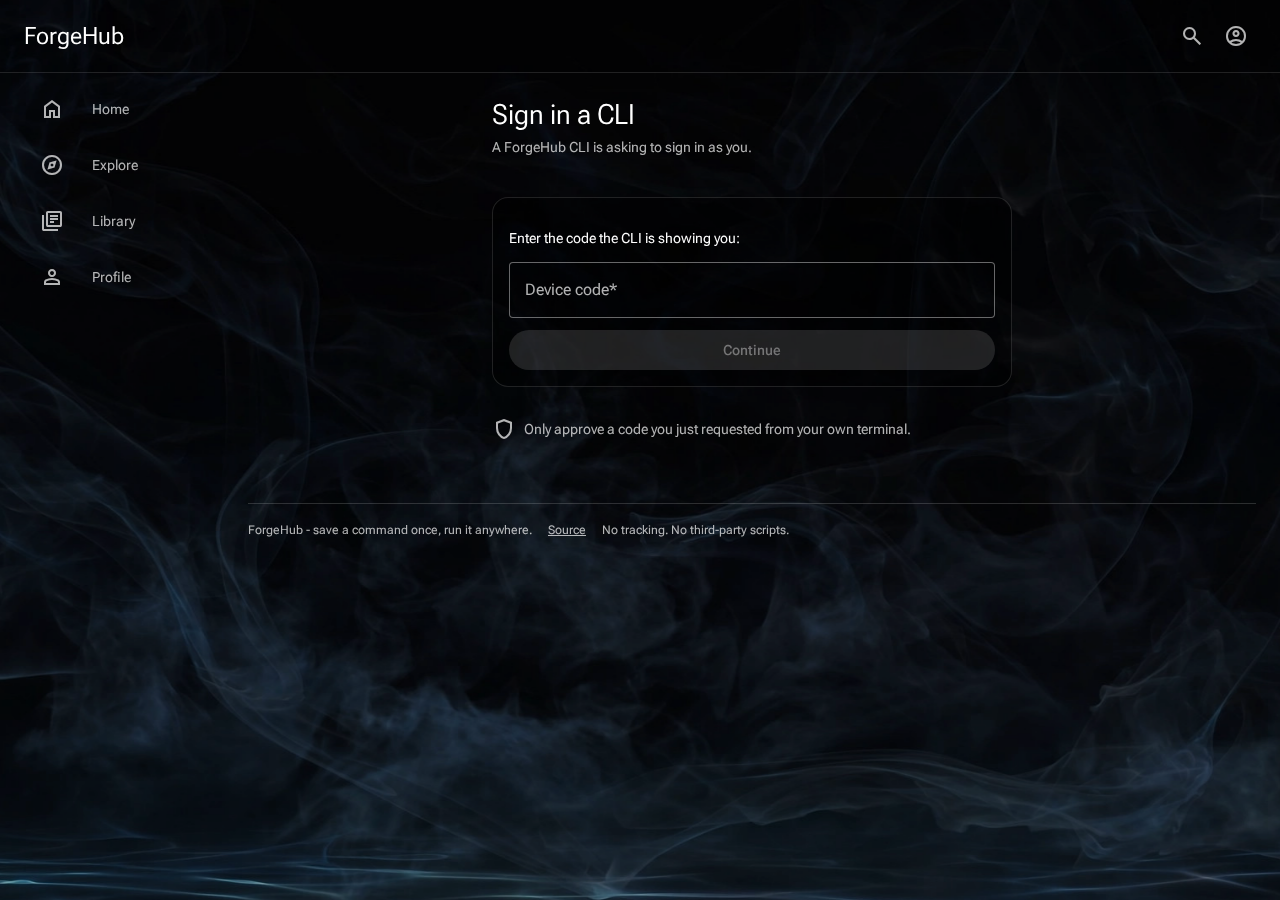 ForgeHub
Home
Explore
Library
Profile
Sign in a CLI
A ForgeHub CLI is asking to sign in as you.
Enter the code the CLI is showing you:
Device code*
Continue
Only approve a code you just requested from your own terminal.
ForgeHub - save a command once, run it anywhere. Source No tracking. No third-party scripts.